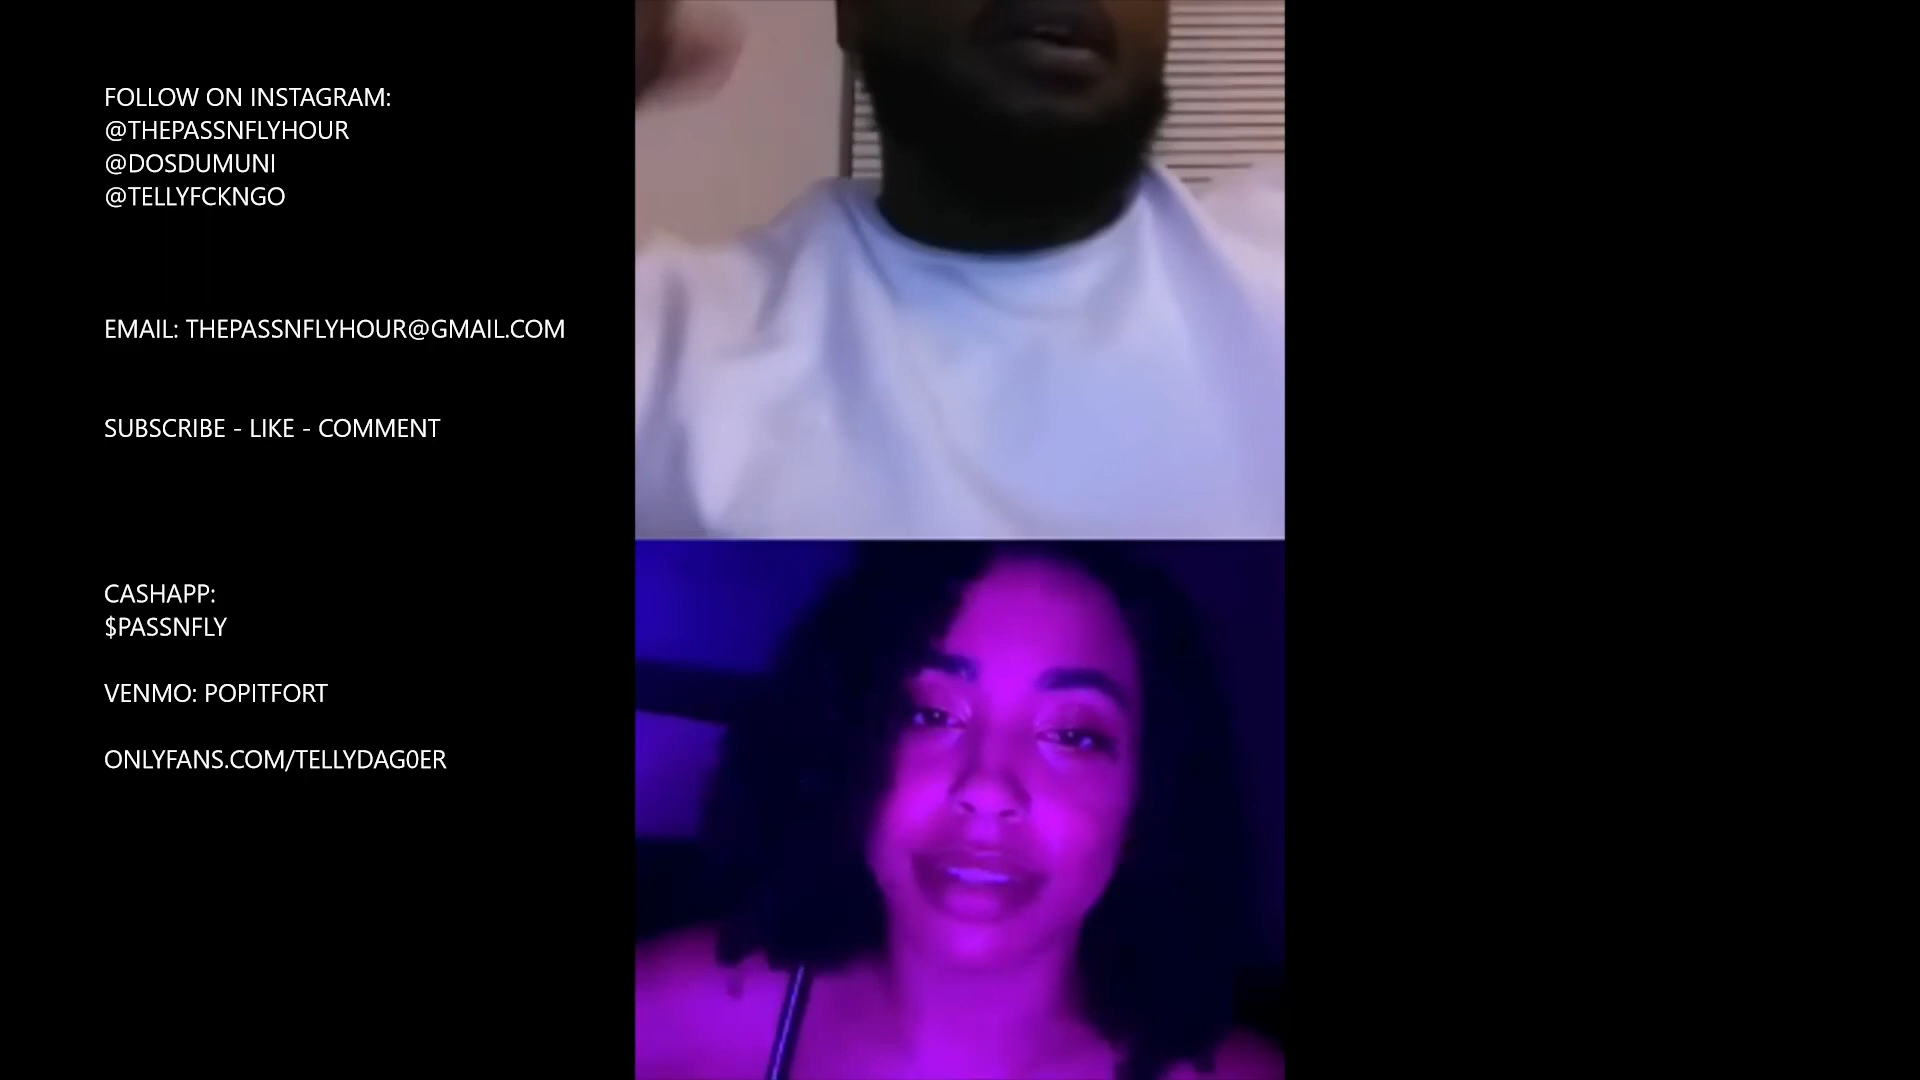 FOLLOW ON INSTAGRAM:
@THEPASSNFLYHOUR
@DOSDUMUNI
@TELLYFCKNGO
EMAIL: THEPASSNFLYHOUR@GMAIL.COM
SUBSCRIBE - LIKE - COMMENT
CASHAPP:
$PASSNFLY
VENMO: POPITFORT
ONLYFANS.COM/TELLYDAG0ER